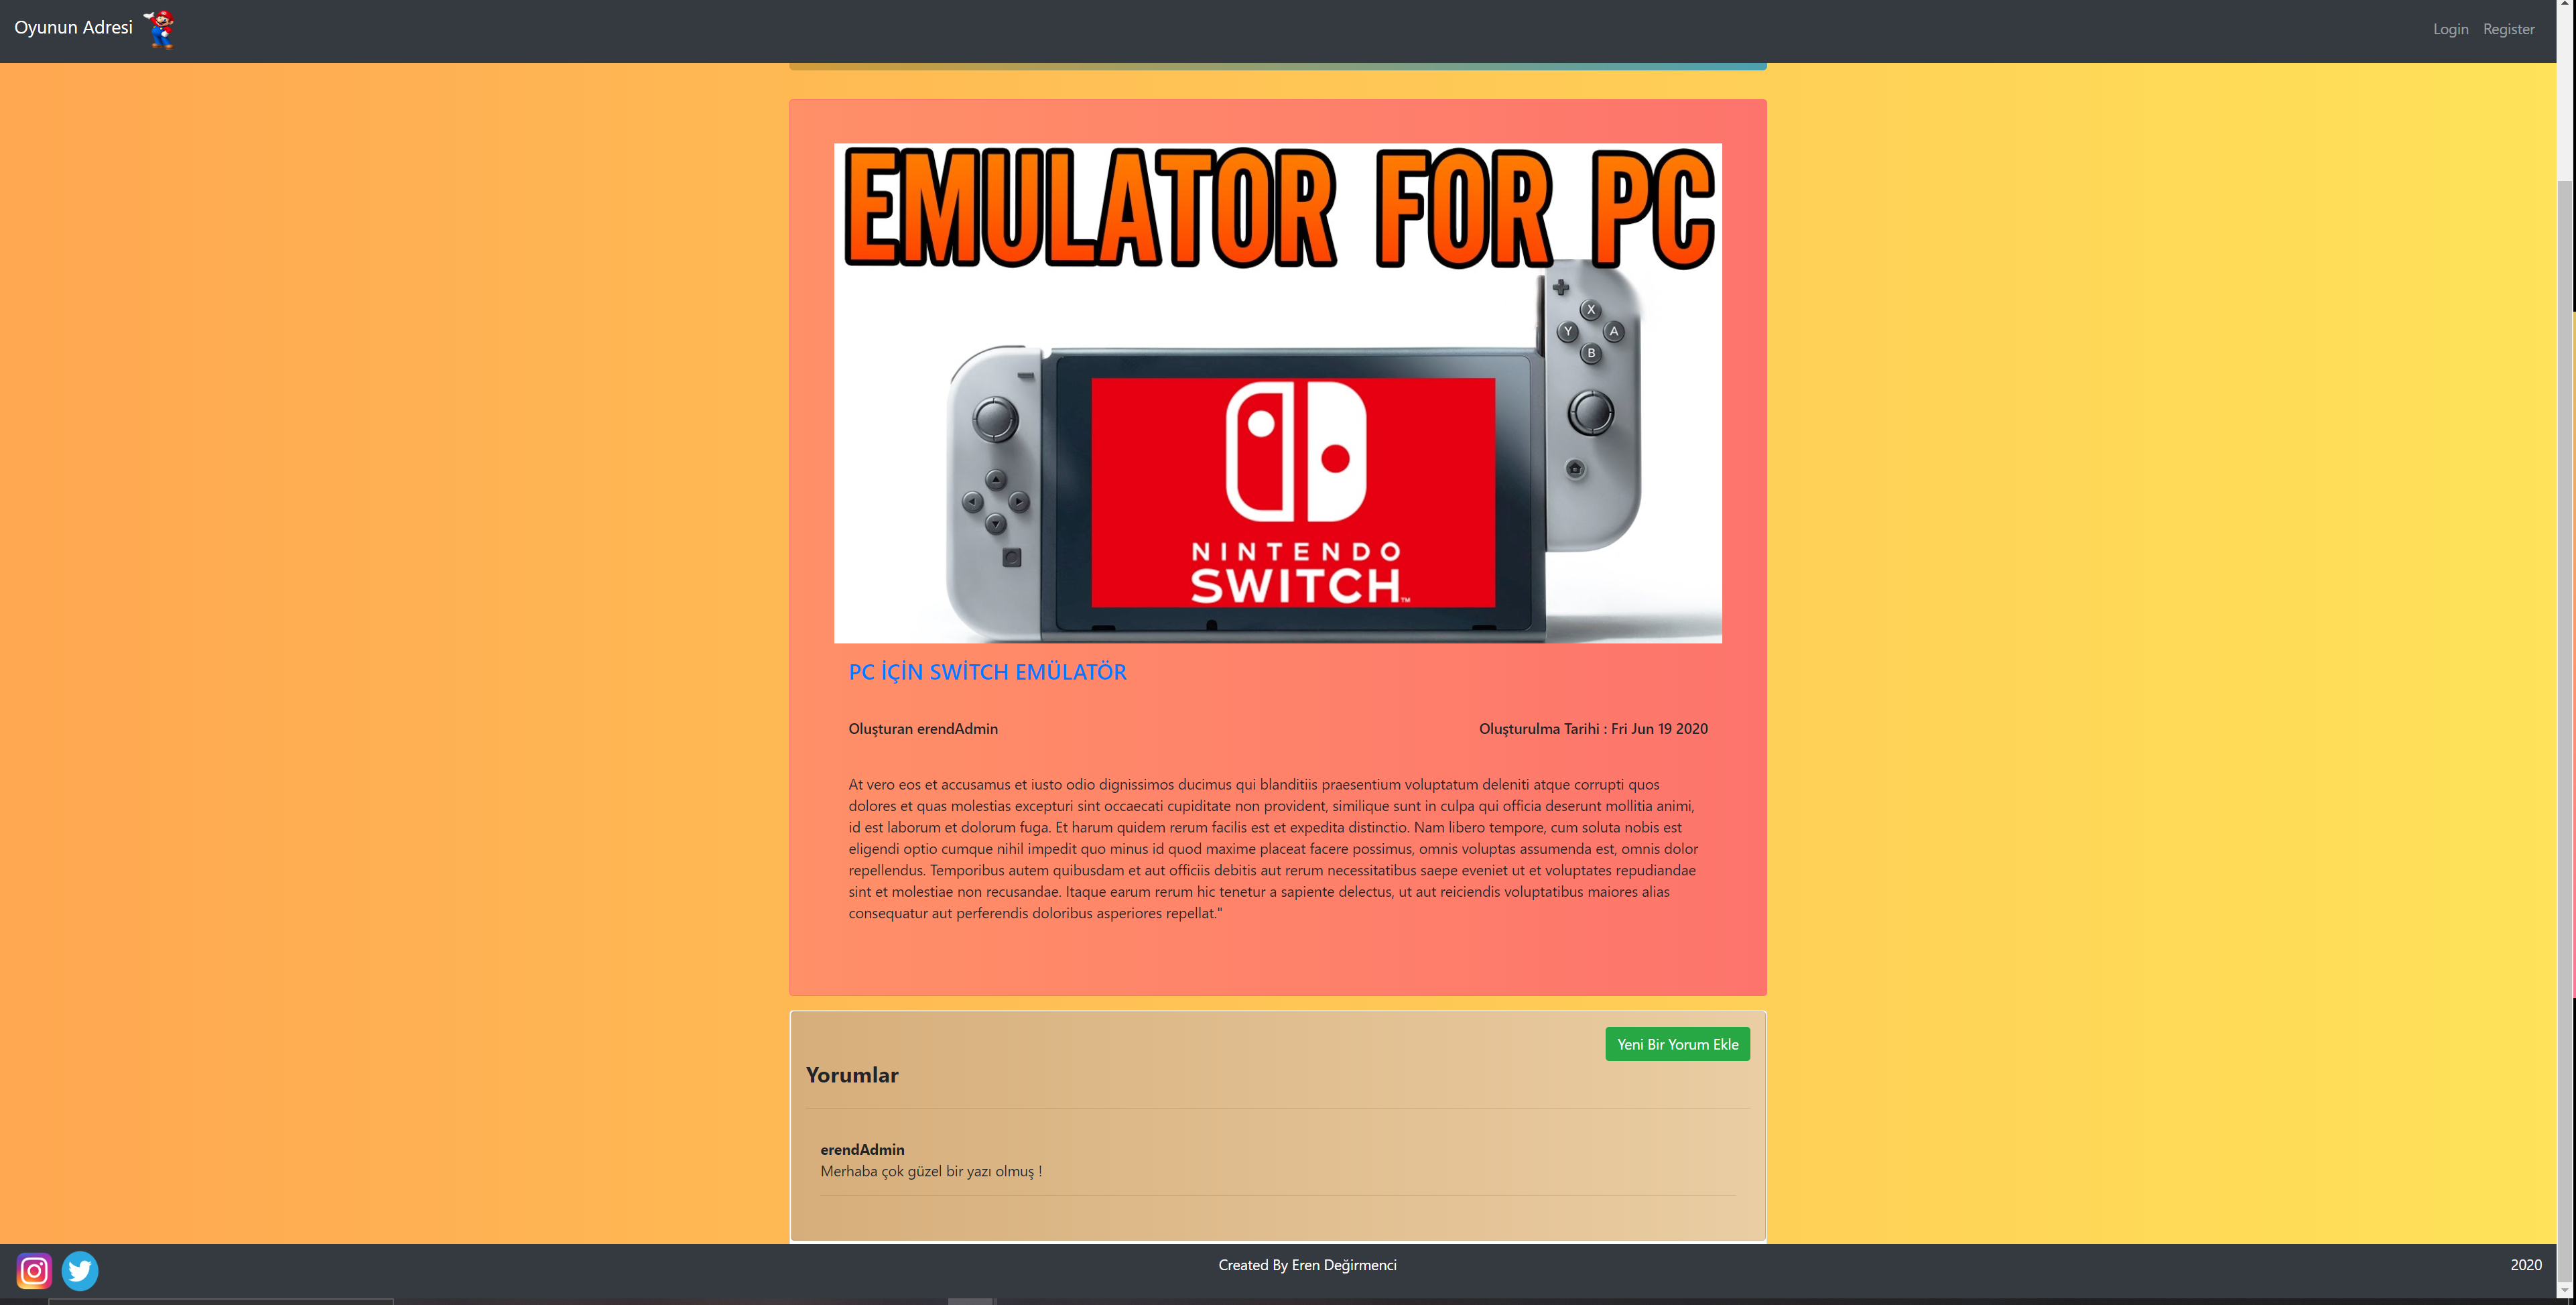 Oyunun Adresi
Login Register
EMULATOR FOR PC
X
Y A
B
NINTENDO
SWITCH™
PC İÇİN SWİTCH EMÜLATÖR
Oluşturan erendAdmin Oluşturulma Tarihi : Fri Jun 19 2020
At vero eos et accusamus et iusto odio dignissimos ducimus qui blanditiis praesentium voluptatum deleniti atque corrupti quos
dolores et quas molestias excepturi sint occaecati cupiditate non provident, similique sunt in culpa qui officia deserunt mollitia animi,
id est laborum et dolorum fuga. Et harum quidem rerum facilis est et expedita distinctio. Nam libero tempore, cum soluta nobis est
eligendi optio cumque nihil impedit quo minus id quod maxime placeat facere possimus, omnis voluptas assumenda est, omnis dolor
repellendus. Temporibus autem quibusdam et aut officiis debitis aut rerum necessitatibus saepe eveniet ut et voluptates repudiandae
sint et molestiae non recusandae. Itaque earum rerum hic tenetur a sapiente delectus, ut aut reiciendis voluptatibus maiores alias
consequatur aut perferendis doloribus asperiores repellat."
Yeni Bir Yorum Ekle
Yorumlar
erendAdmin
Merhaba çok güzel bir yazı olmuş !
Created By Eren Değirmenci
2020